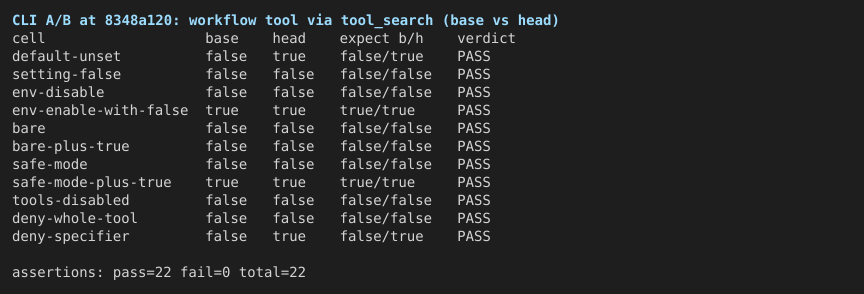 CLI A/B at 8348a120: workflow tool via tool_search (base vs head)
cell base head expect b/h verdict
default-unset false true false/true PASS
setting-false false false false/false PASS
env-disable false false false/false PASS
env-enable-with-false true true true/true PASS
bare false false false/false PASS
bare-plus-true false false false/false PASS
safe-mode false false false/false PASS
safe-mode-plus-true true true true/true PASS
tools-disabled false false false/false PASS
deny-whole-tool false false false/false PASS
deny-specifier false true false/true PASS
assertions: pass=22 fail=0 total=22